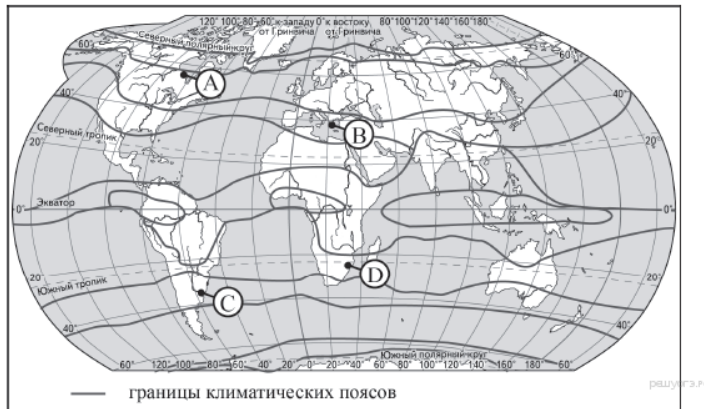 120° 100° 80° 60° к западу 0° к востоку 80° 100° 120° 140° 160° 180°
от Гринвича от Гринвича
Северный полярный круг
60° 60°
A
40° 40°
B
Северный тропик
20° 20°
Экватор
0° 0°
D
20° 20°
Южный тропик
C
40° 40°
Южный полярный круг
60° 120° 100° 80° 60° 40° 20° 0° 20° 40° 60° 80° 100° 120° 140° 160° 180° 60°
границы климатических поясов